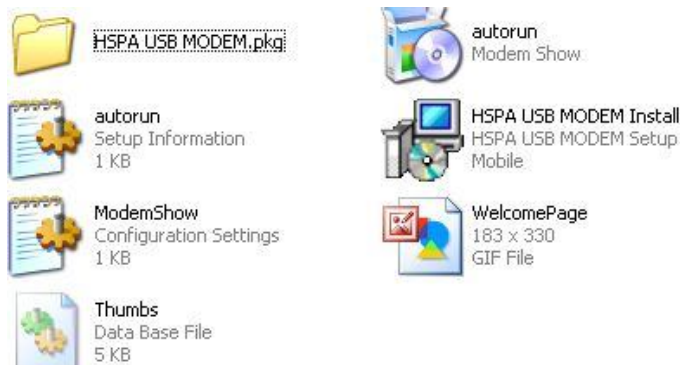 HSPA USB MODEM.pkg
autorun
Modem Show
autorun
Setup Information
1 KB
HSPA USB MODEM Install
HSPA USB MODEM Setup
Mobile
ModemShow
Configuration Settings
1 KB
WelcomePage
183 x 330
GIF File
Thumbs
Data Base File
5 KB